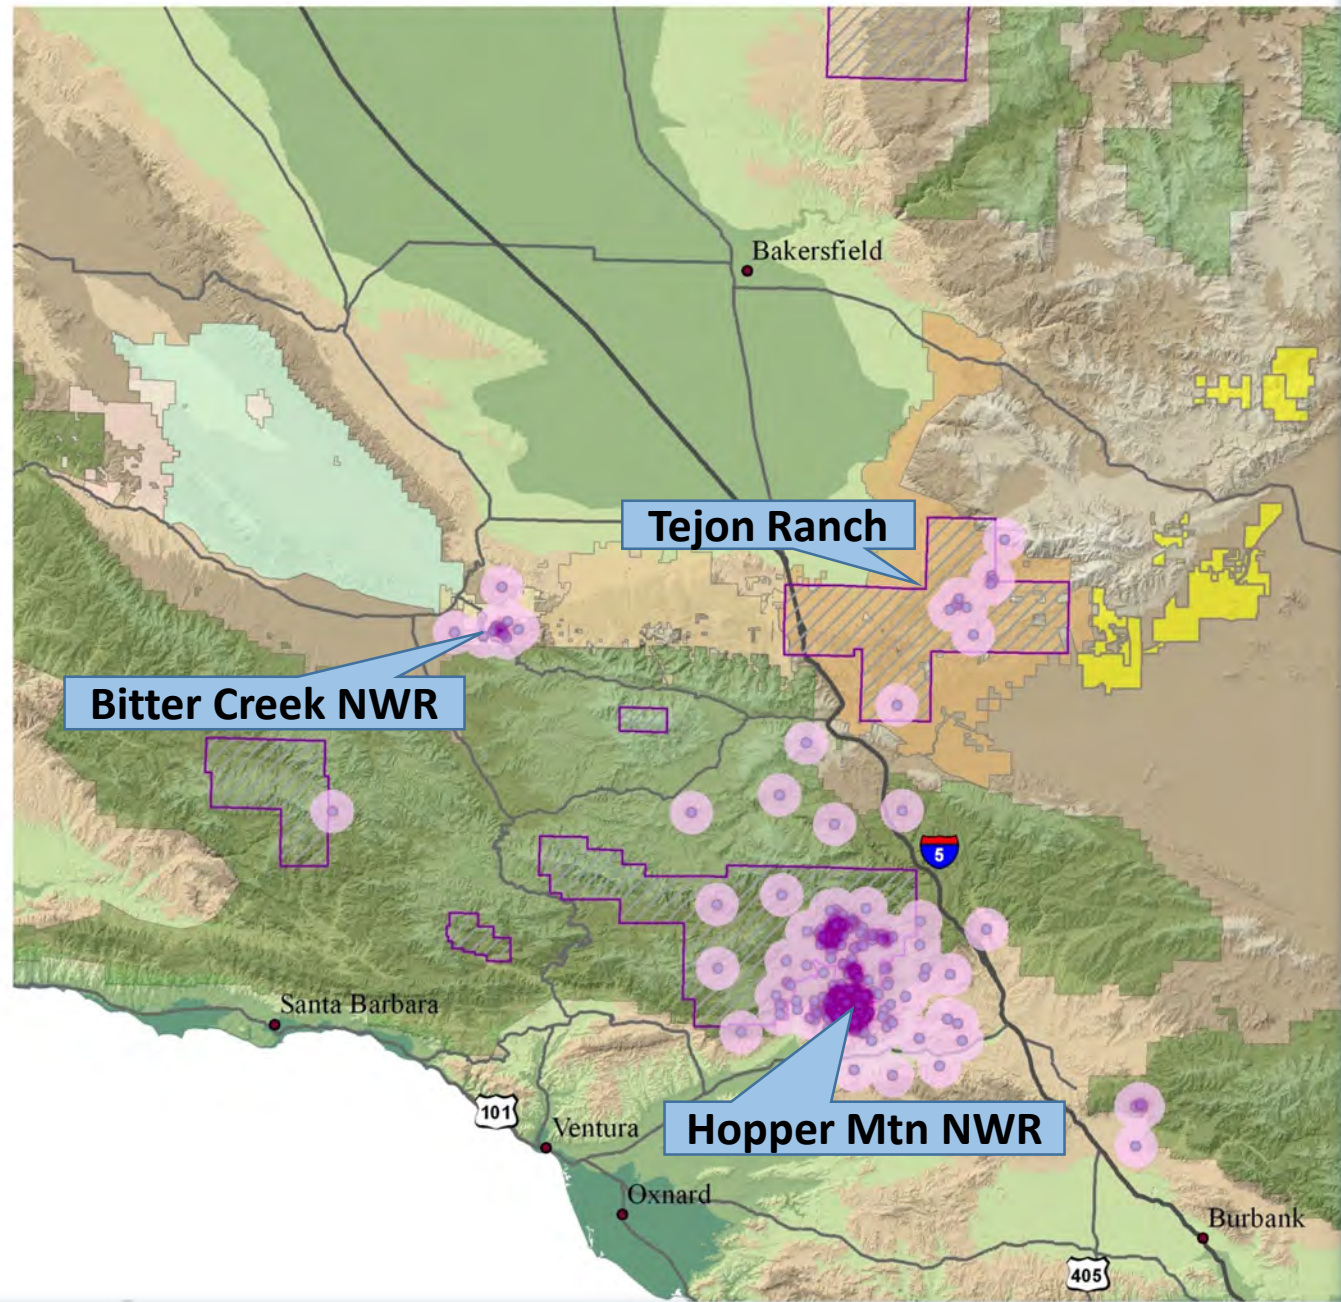 Bakersfield
Tejon Ranch
Bitter Creek NWR
5
Santa Barbara
101
Ventura
Hopper Mtn NWR
Oxnard
Burbank
405